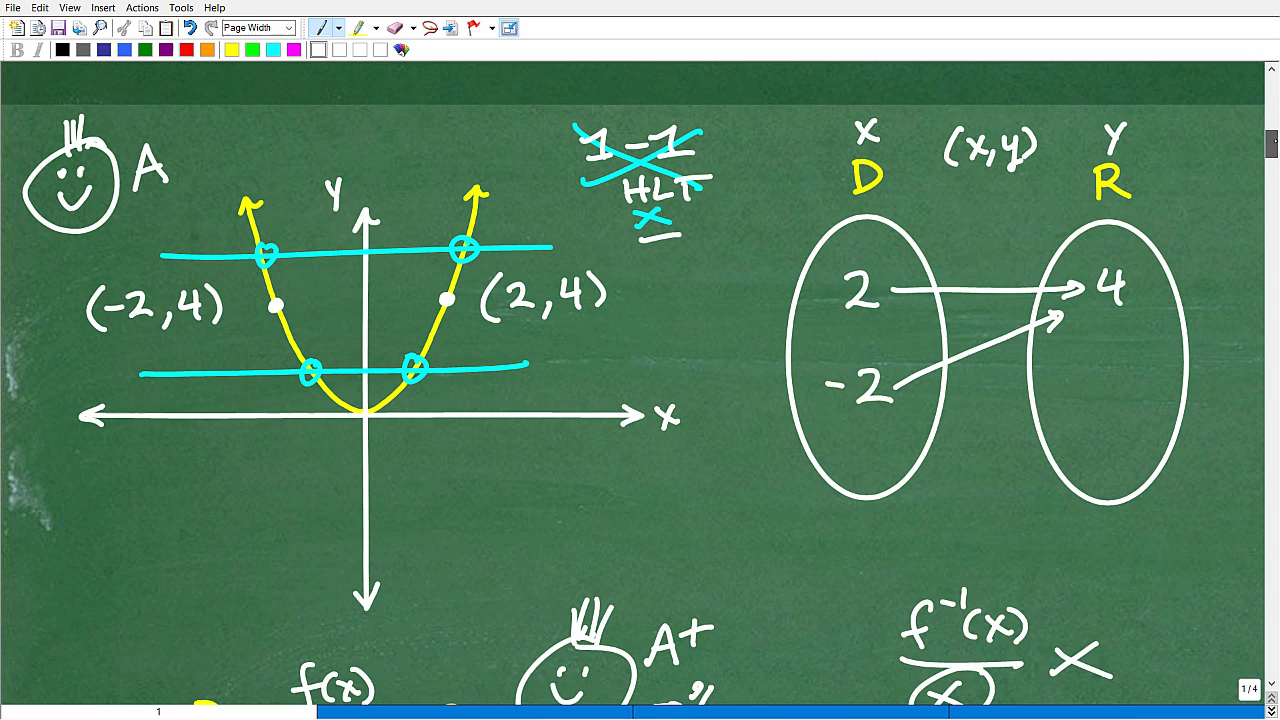 File Edit View Insert Actions Tools Help
Page Width
B I
A
1-1
HLT
X
Y
X
(-2,4)
(2,4)
X (x,y) Y
D R
2 4
-2
f(x)
A+
f⁻¹(x)
X
(x)
1/4
1